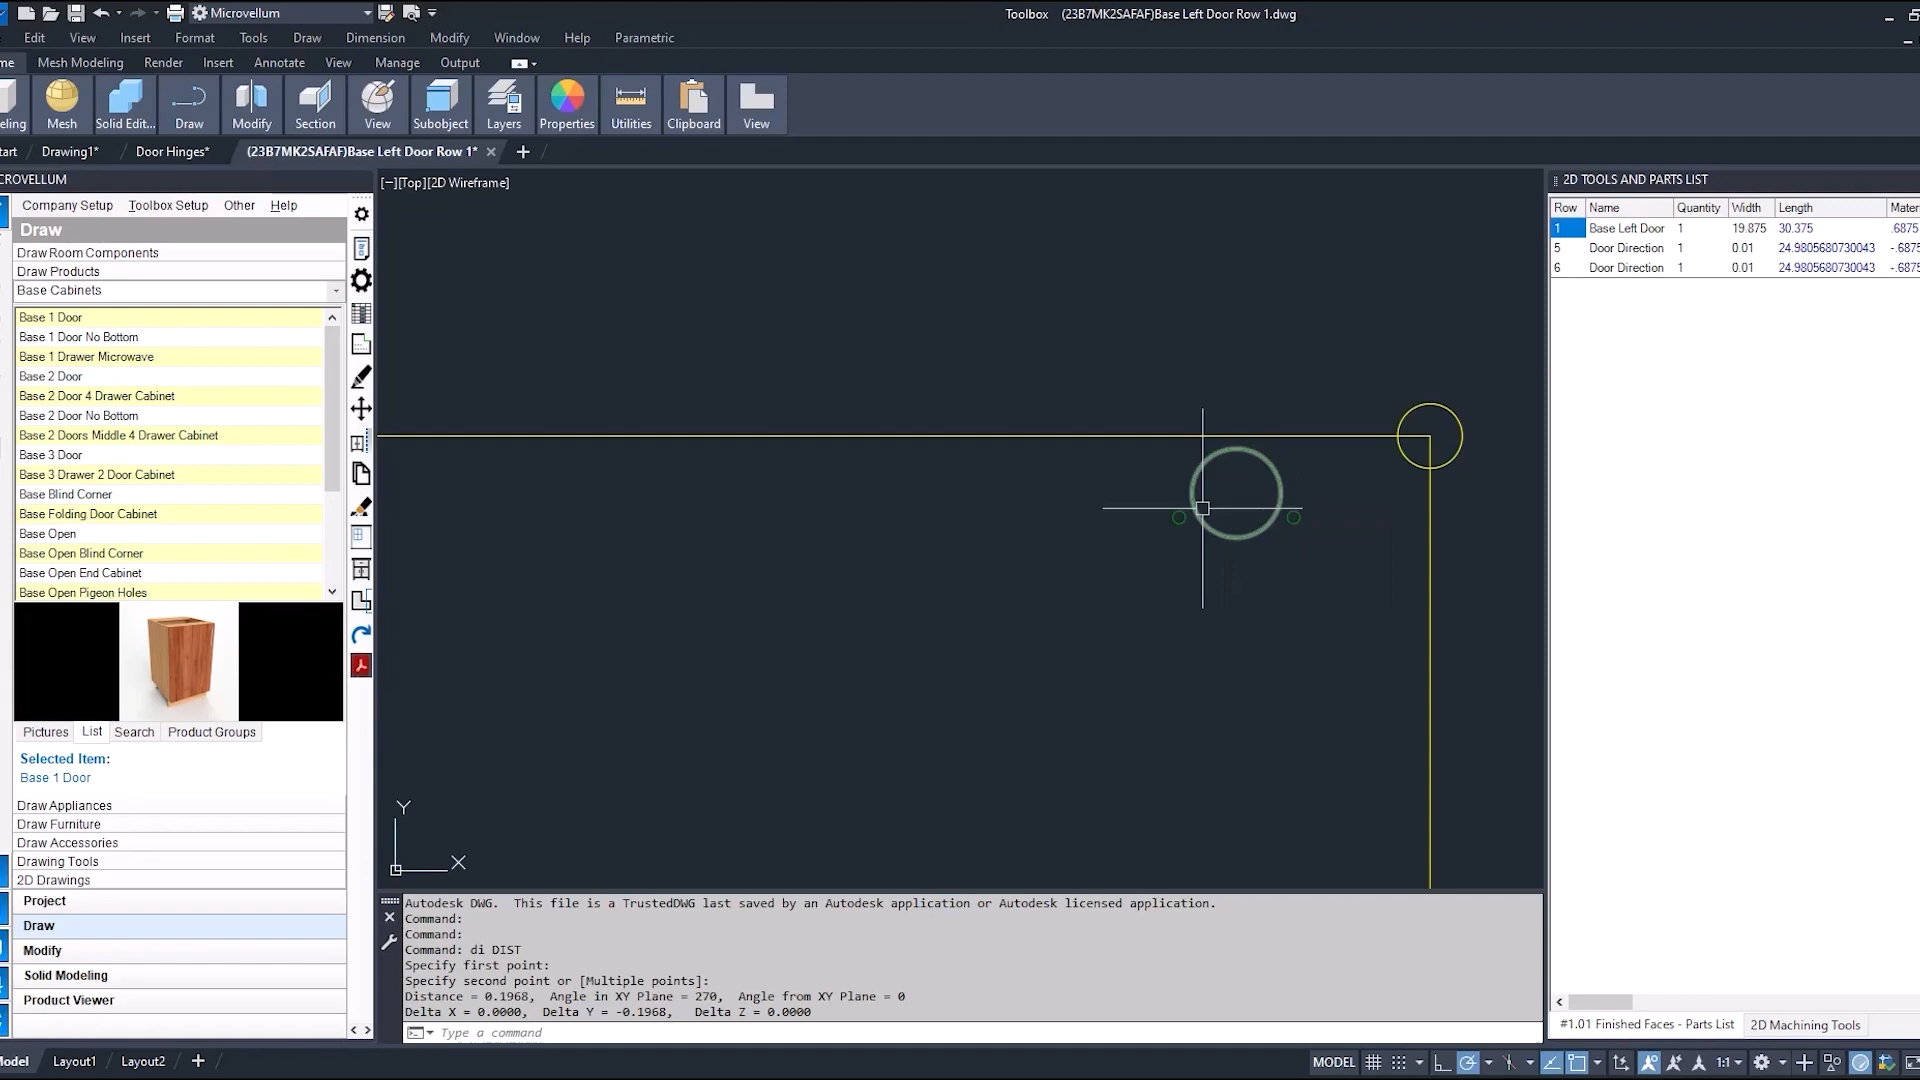 Microvellum
Toolbox (23B7MK2SAFAF)Base Left Door Row 1.dwg
Edit View Insert Format Tools Draw Dimension Modify Window Help Parametric
me Mesh Modeling Render Insert Annotate View Manage Output
eling Mesh Solid Edit... Draw Modify Section View Subobject Layers Properties Utilities Clipboard View
tart Drawing1* Door Hinges* (23B7MK2SAFAF)Base Left Door Row 1*
CROVELLUM
Company Setup Toolbox Setup Other Help
Draw
Draw Room Components
Draw Products
Base Cabinets
Base 1 Door
Base 1 Door No Bottom
Base 1 Drawer Microwave
Base 2 Door
Base 2 Door 4 Drawer Cabinet
Base 2 Door No Bottom
Base 2 Doors Middle 4 Drawer Cabinet
Base 3 Door
Base 3 Drawer 2 Door Cabinet
Base Blind Corner
Base Folding Door Cabinet
Base Open
Base Open Blind Corner
Base Open End Cabinet
Base Open Pigeon Holes
Pictures List Search Product Groups
Selected Item:
Base 1 Door
Draw Appliances
Draw Furniture
Draw Accessories
Drawing Tools
2D Drawings
Project
Draw
Modify
Solid Modeling
Product Viewer
[−][Top][2D Wireframe]
Y
X
Autodesk DWG. This file is a TrustedDWG last saved by an Autodesk application or Autodesk licensed application.
Command:
Command:
Command: di DIST
Specify first point:
Specify second point or [Multiple points]:
Distance = 0.1968, Angle in XY Plane = 270, Angle from XY Plane = 0
Delta X = 0.0000, Delta Y = -0.1968, Delta Z = 0.0000
Type a command
2D TOOLS AND PARTS LIST
Row Name Quantity Width Length Mater
1 Base Left Door 1 19.875 30.375 .6875
5 Door Direction 1 0.01 24.9805680730043 -.6875
6 Door Direction 1 0.01 24.9805680730043 -.6875
#1.01 Finished Faces - Parts List 2D Machining Tools
Model Layout1 Layout2
MODEL 1:1